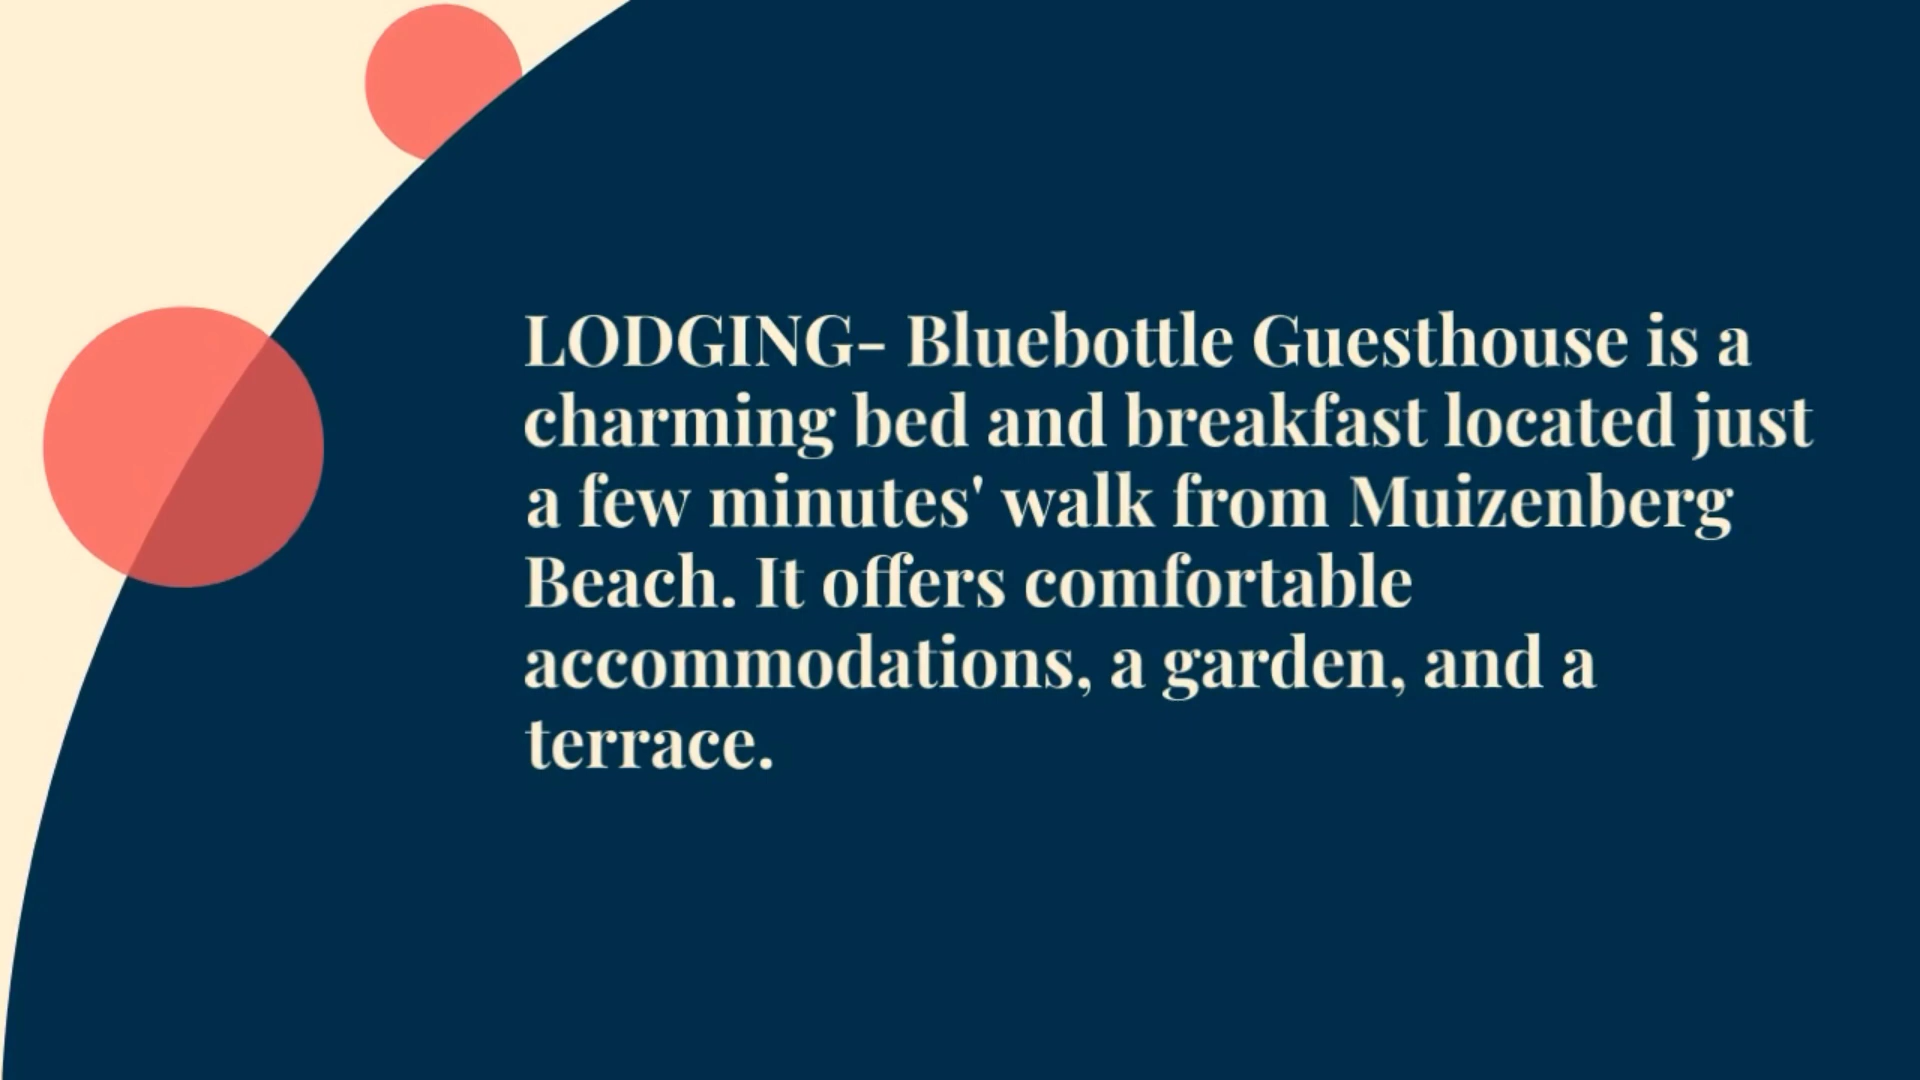 LODGING- Bluebottle Guesthouse is a
charming bed and breakfast located just
a few minutes' walk from Muizenberg
Beach. It offers comfortable
accommodations, a garden, and a
terrace.